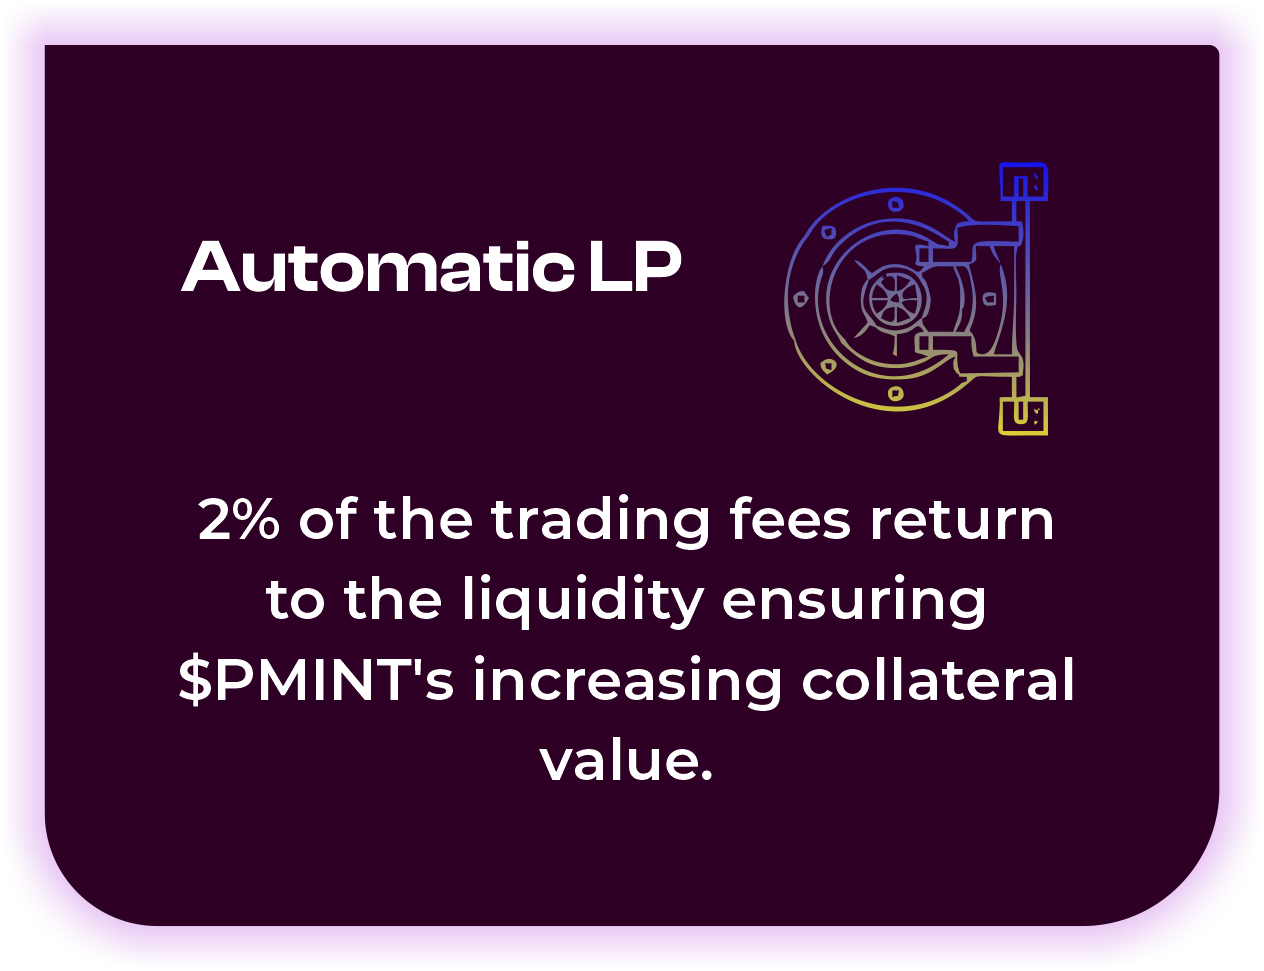 Automatic LP
2% of the trading fees return
to the liquidity ensuring
$PMINT's increasing collateral
value.